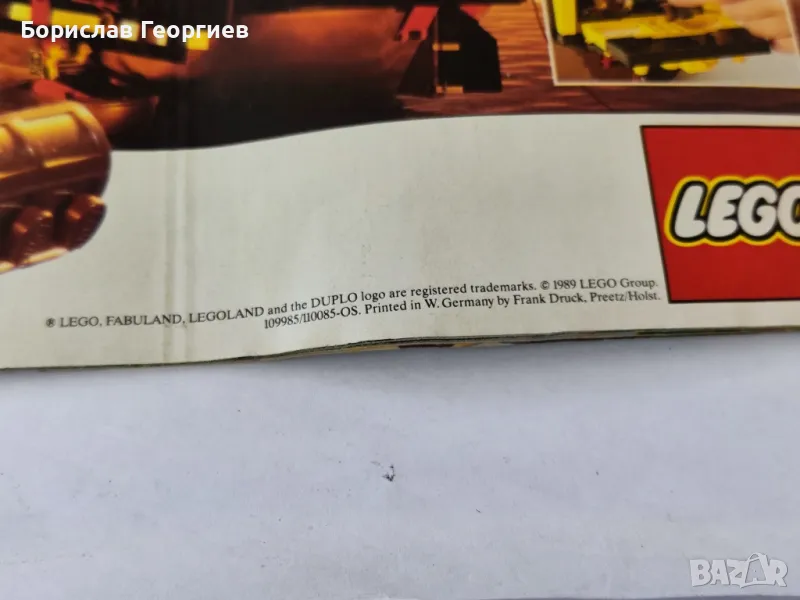 Борислав Георгиев
LEGO
® LEGO, FABULAND, LEGOLAND and the DUPLO logo are registered trademarks. © 1989 LEGO Group.
109985/110085-OS. Printed in W. Germany by Frank Druck, Preetz/Holst.
BAZAR